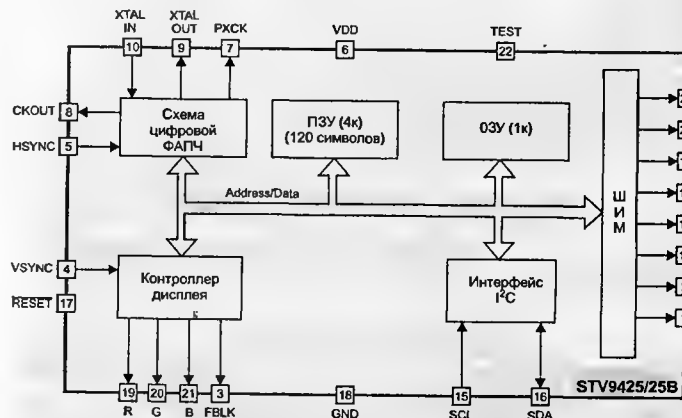 XTAL IN
XTAL OUT
PXCK
VDD
TEST
10
9
7
6
22
CKOUT 8
HSYNC 5
Схема цифровой ФАПЧ
ПЗУ (4к) (120 символов)
ОЗУ (1к)
Address/Data
ШИМ
VSYNC 4
RESET 17
Контроллер дисплея
Интерфейс I²C
STV9425/25B
19
20
21
3
18
15
16
R
G
B
FBLK
GND
SCL
SDA